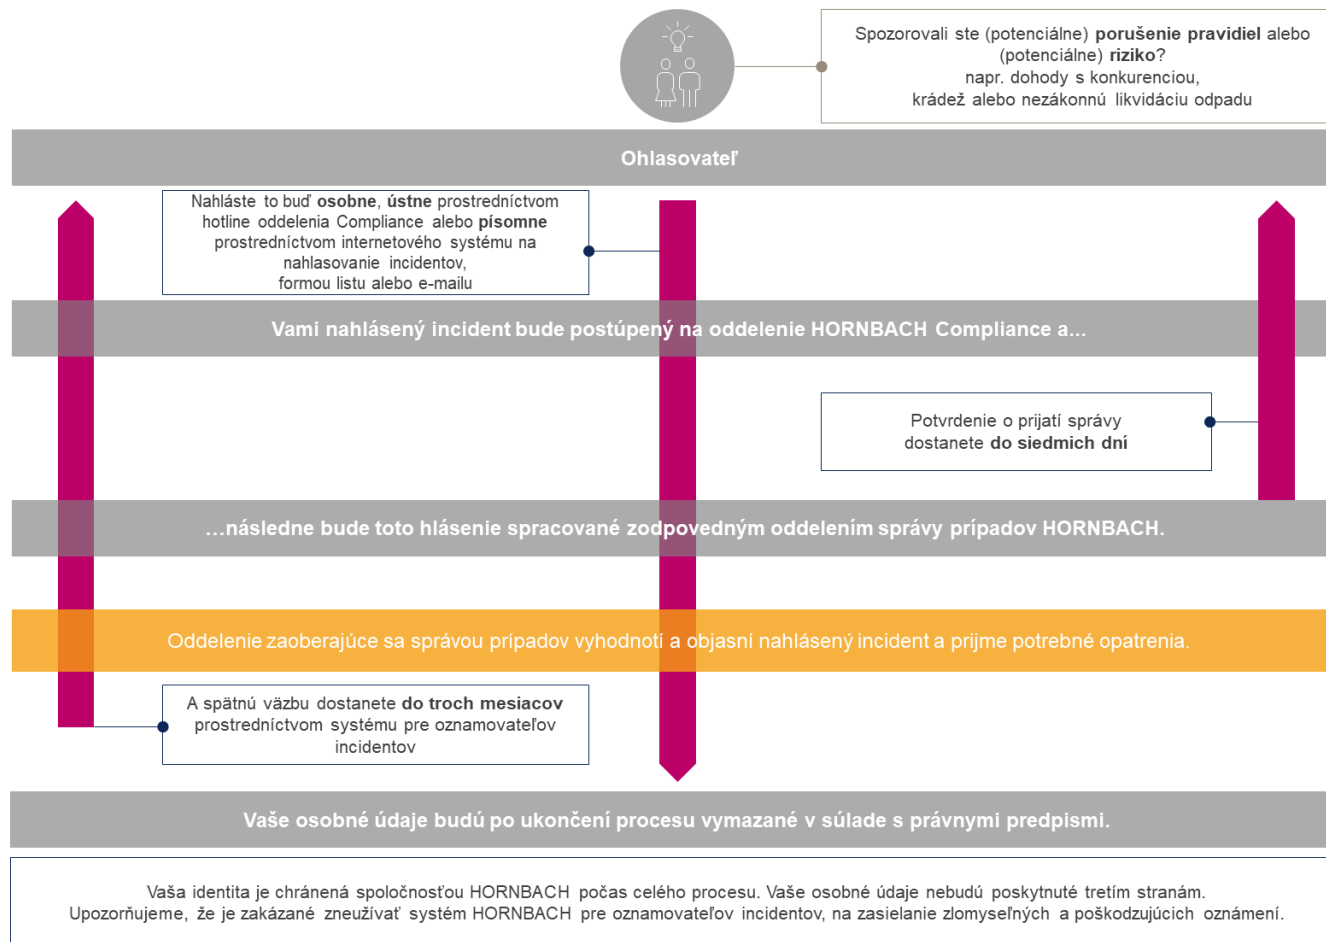 Spozorovali ste (potenciálne) porušenie pravidiel alebo
(potenciálne) riziko?
napr. dohody s konkurenciou,
krádež alebo nezákonnú likvidáciu odpadu
Ohlasovateľ
Nahláste to buď osobne, ústne prostredníctvom
hotline oddelenia Compliance alebo písomne
prostredníctvom internetového systému na
nahlasovanie incidentov,
formou listu alebo e-mailu
Vami nahlásený incident bude postúpený na oddelenie HORNBACH Compliance a...
Potvrdenie o prijatí správy
dostanete do siedmich dní
...následne bude toto hlásenie spracované zodpovedným oddelením správy prípadov HORNBACH.
Oddelenie zaoberajúce sa správou prípadov vyhodnotí a objasní nahlásený incident a prijme potrebné opatrenia.
A spätnú väzbu dostanete do troch mesiacov
prostredníctvom systému pre oznamovateľov
incidentov
Vaše osobné údaje budú po ukončení procesu vymazané v súlade s právnymi predpismi.
Vaša identita je chránená spoločnosťou HORNBACH počas celého procesu. Vaše osobné údaje nebudú poskytnuté tretím stranám.
Upozorňujeme, že je zakázané zneužívať systém HORNBACH pre oznamovateľov incidentov, na zasielanie zlomyseľných a poškodzujúcich oznámení.